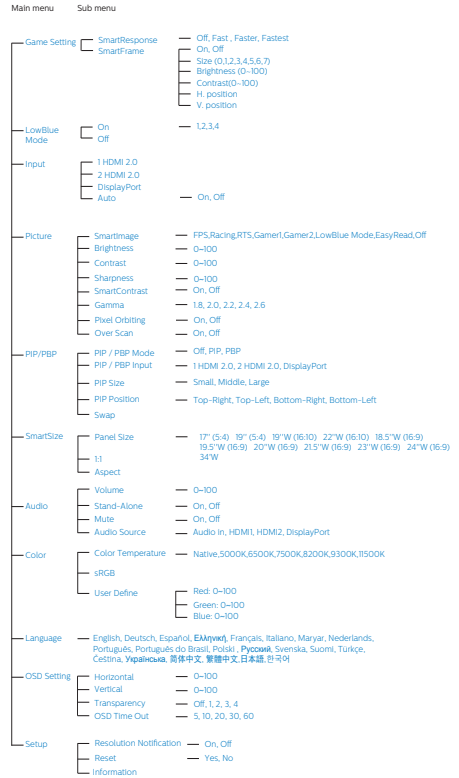 Main menu Sub menu
Game Setting SmartResponse Off, Fast , Faster, Fastest
SmartFrame On, Off
Size (0,1,2,3,4,5,6,7)
Brightness (0~100)
Contrast(0~100)
H. position
V. position
LowBlue Mode On 1,2,3,4
Off
Input 1 HDMI 2.0
2 HDMI 2.0
DisplayPort
Auto On, Off
Picture SmartImage FPS,Racing,RTS,Gamer1,Gamer2,LowBlue Mode,EasyRead,Off
Brightness 0~100
Contrast 0~100
Sharpness 0~100
SmartContrast On, Off
Gamma 1.8, 2.0, 2.2, 2.4, 2.6
Pixel Orbiting On, Off
Over Scan On, Off
PIP/PBP PIP / PBP Mode Off, PIP, PBP
PIP / PBP Input 1 HDMI 2.0, 2 HDMI 2.0, DisplayPort
PIP Size Small, Middle, Large
PIP Position Top-Right, Top-Left, Bottom-Right, Bottom-Left
Swap
SmartSize Panel Size 17" (5:4) 19" (5:4) 19"W (16:10) 22"W (16:10) 18.5"W (16:9)
19.5"W (16:9) 20"W (16:9) 21.5"W (16:9) 23"W (16:9) 24"W (16:9)
34"W
1:1
Aspect
Audio Volume 0~100
Stand-Alone On, Off
Mute On, Off
Audio Source Audio in, HDMI1, HDMI2, DisplayPort
Color Color Temperature Native,5000K,6500K,7500K,8200K,9300K,11500K
sRGB
User Define Red: 0~100
Green: 0~100
Blue: 0~100
Language English, Deutsch, Español, Ελληνική, Français, Italiano, Maryar, Nederlands,
Português, Português do Brasil, Polski , Русский, Svenska, Suomi, Türkçe,
Čeština, Українська, 简体中文, 繁體中文,日本語,한국어
OSD Setting Horizontal 0~100
Vertical 0~100
Transparency Off, 1, 2, 3, 4
OSD Time Out 5, 10, 20, 30, 60
Setup Resolution Notification On, Off
Reset Yes, No
Information